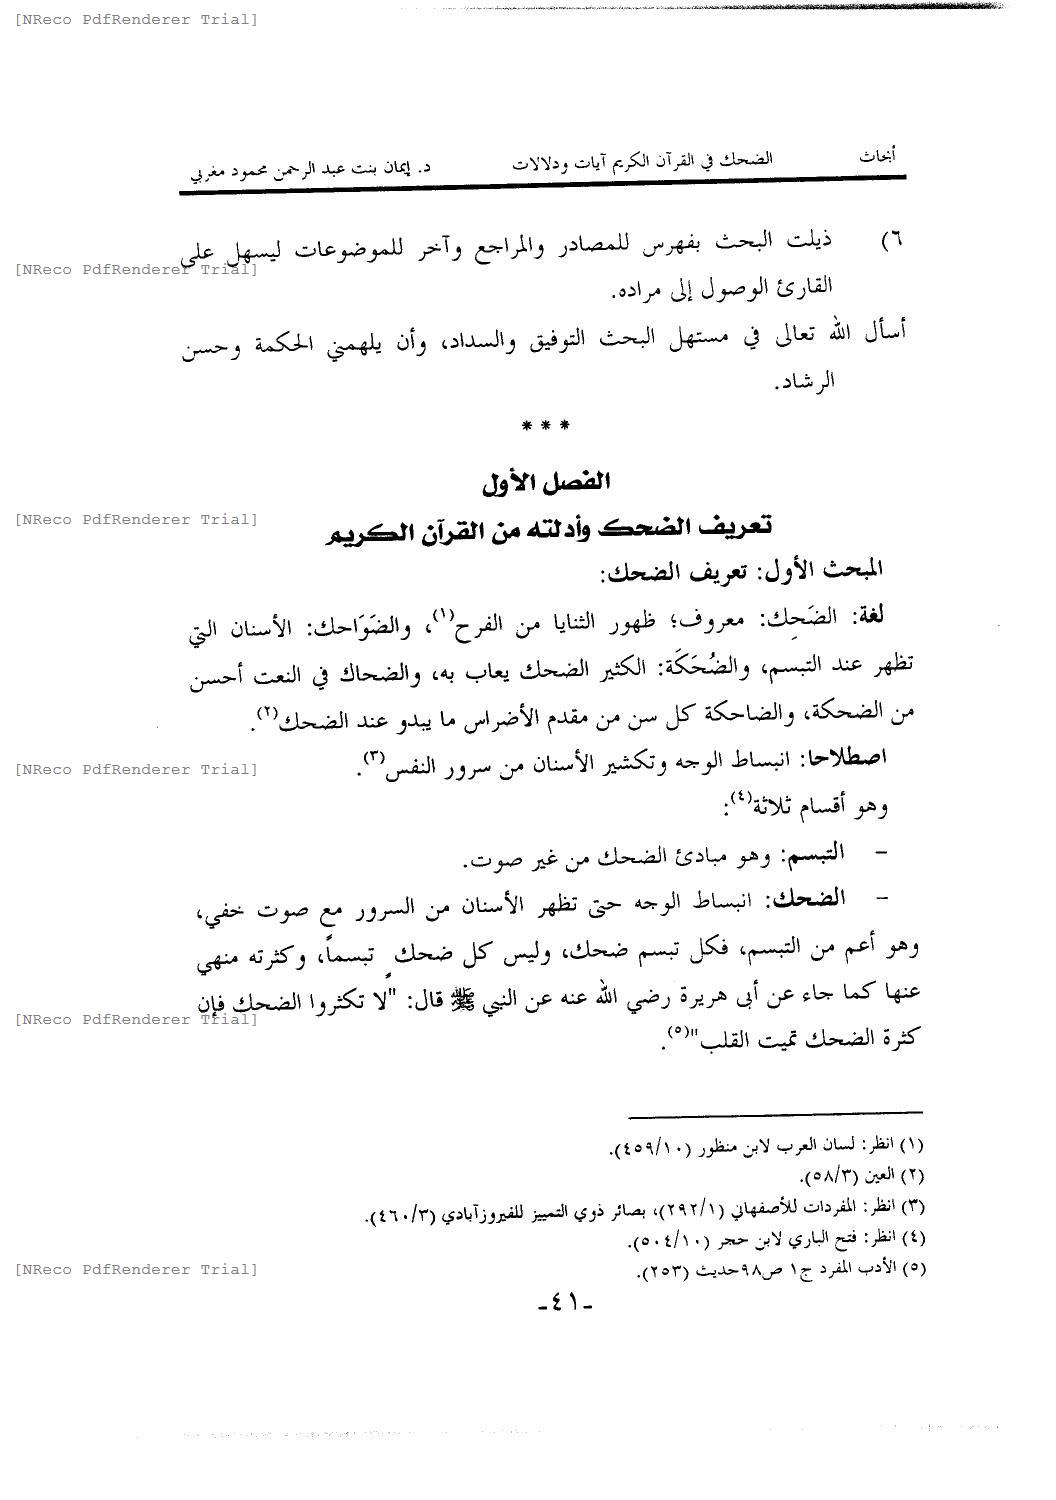 [NReco PdfRenderer Trial]
أبحاث الضحك في القرآن الكريم آيات ودلالات د. إيمان بنت عبد الرحمن محمود مغربي
٦) ذيلت البحث بفهرس للمصادر والمراجع وآخر للموضوعات ليسهل على
[NReco PdfRenderer Trial]
القارئ الوصول إلى مراده.
أسأل الله تعالى في مستهل البحث التوفيق والسداد، وأن يلهمني الحكمة وحسن
الرشاد.
* * *
الفصل الأول
[NReco PdfRenderer Trial]
تعريف الضحك وأدلته من القرآن الكريم
المبحث الأول: تعريف الضحك:
لغة: الضَحِك: معروف؛ ظهور الثنايا من الفرح(١)، والضَوَاحك: الأسنان التي
تظهر عند التبسم، والضُحَكَة: الكثير الضحك يعاب به، والضحاك في النعت أحسن
من الضحكة، والضاحكة كل سن من مقدم الأضراس ما يبدو عند الضحك(٢).
اصطلاحا: انبساط الوجه وتكشير الأسنان من سرور النفس(٣).
[NReco PdfRenderer Trial]
وهو أقسام ثلاثة(٤):
– التبسم: وهو مبادئ الضحك من غير صوت.
– الضحك: انبساط الوجه حتى تظهر الأسنان من السرور مع صوت خفي،
وهو أعم من التبسم، فكل تبسم ضحك، وليس كل ضحكٍ تبسماً، وكثرته منهي
عنها كما جاء عن أبي هريرة رضي الله عنه عن النبي ﷺ قال: "لا تكثروا الضحك فإن
[NReco PdfRenderer Trial]
كثرة الضحك تميت القلب"(٥).
(١) انظر: لسان العرب لابن منظور (٤٥٩/١٠).
(٢) العين (٥٨/٣).
(٣) انظر: المفردات للأصفهاني (٢٩٢/١)، بصائر ذوي التمييز للفيروزآبادي (٤٦٠/٣).
(٤) انظر: فتح الباري لابن حجر (٥٠٤/١٠).
(٥) الأدب المفرد ج١ ص٩٨حديث (٢٥٣).
[NReco PdfRenderer Trial]
-٤١-